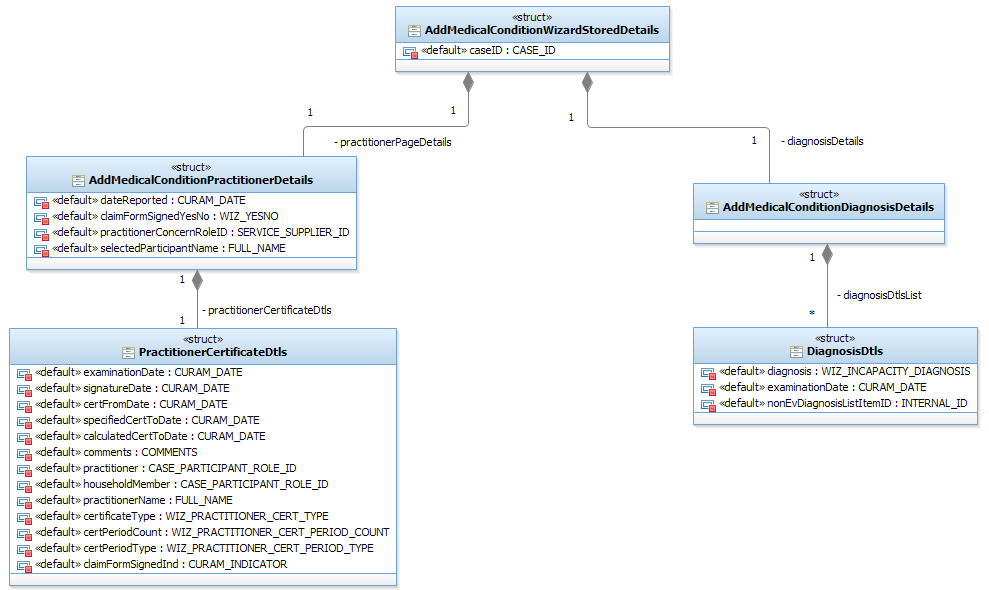 «struct»
AddMedicalConditionWizardStoredDetails
«default» caseID : CASE_ID
1
1
- practitionerPageDetails
1
1
- diagnosisDetails
«struct»
AddMedicalConditionPractitionerDetails
«default» dateReported : CURAM_DATE
«default» claimFormSignedYesNo : WIZ_YESNO
«default» practitionerConcernRoleID : SERVICE_SUPPLIER_ID
«default» selectedParticipantName : FULL_NAME
«struct»
AddMedicalConditionDiagnosisDetails
1
- practitionerCertificateDtls
1
1
- diagnosisDtlsList
*
«struct»
PractitionerCertificateDtls
«default» examinationDate : CURAM_DATE
«default» signatureDate : CURAM_DATE
«default» certFromDate : CURAM_DATE
«default» specifiedCertToDate : CURAM_DATE
«default» calculatedCertToDate : CURAM_DATE
«default» comments : COMMENTS
«default» practitioner : CASE_PARTICIPANT_ROLE_ID
«default» householdMember : CASE_PARTICIPANT_ROLE_ID
«default» practitionerName : FULL_NAME
«default» certificateType : WIZ_PRACTITIONER_CERT_TYPE
«default» certPeriodCount : WIZ_PRACTITIONER_CERT_PERIOD_COUNT
«default» certPeriodType : WIZ_PRACTITIONER_CERT_PERIOD_TYPE
«default» claimFormSignedInd : CURAM_INDICATOR
«struct»
DiagnosisDtls
«default» diagnosis : WIZ_INCAPACITY_DIAGNOSIS
«default» examinationDate : CURAM_DATE
«default» nonEvDiagnosisListItemID : INTERNAL_ID